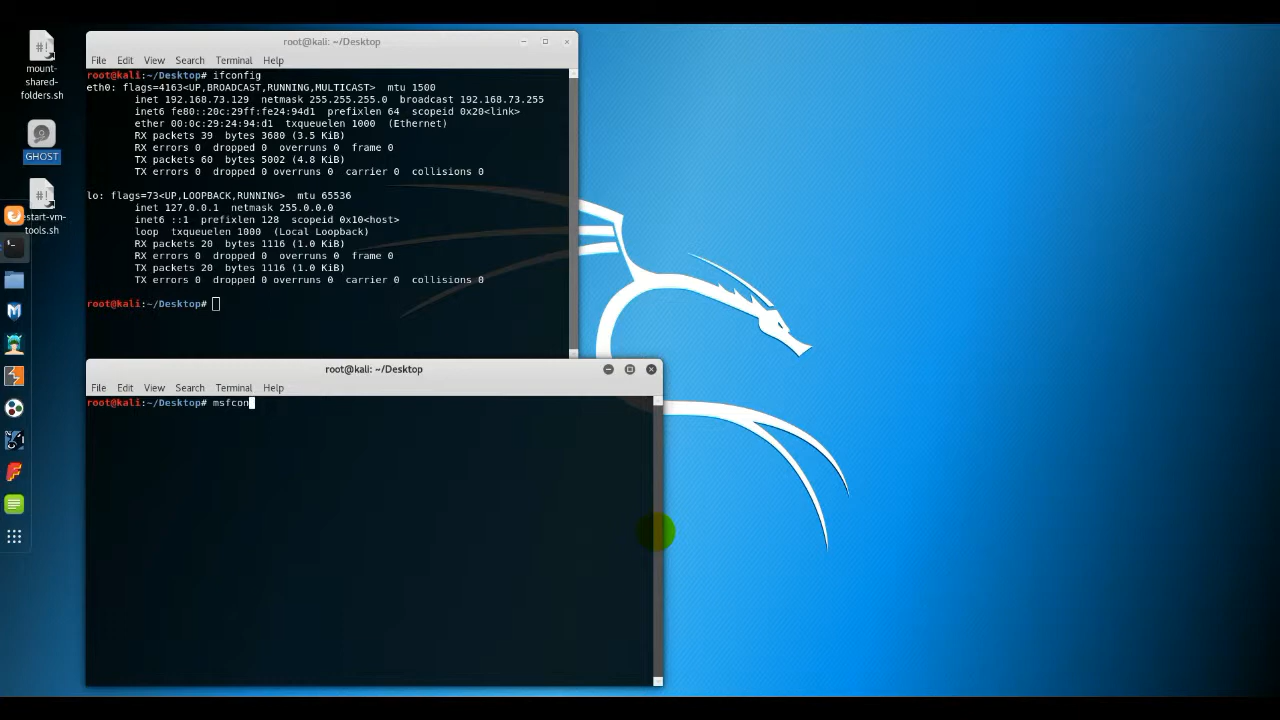 mount-
shared-
folders.sh
GHOST
estart-vm-
tools.sh
root@kali: ~/Desktop
File Edit View Search Terminal Help
root@kali:~/Desktop# ifconfig
eth0: flags=4163<UP,BROADCAST,RUNNING,MULTICAST>  mtu 1500
        inet 192.168.73.129  netmask 255.255.255.0  broadcast 192.168.73.255
        inet6 fe80::20c:29ff:fe24:94d1  prefixlen 64  scopeid 0x20<link>
        ether 00:0c:29:24:94:d1  txqueuelen 1000  (Ethernet)
        RX packets 39  bytes 3680 (3.5 KiB)
        RX errors 0  dropped 0  overruns 0  frame 0
        TX packets 60  bytes 5002 (4.8 KiB)
        TX errors 0  dropped 0 overruns 0  carrier 0  collisions 0
lo: flags=73<UP,LOOPBACK,RUNNING>  mtu 65536
        inet 127.0.0.1  netmask 255.0.0.0
        inet6 ::1  prefixlen 128  scopeid 0x10<host>
        loop  txqueuelen 1000  (Local Loopback)
        RX packets 20  bytes 1116 (1.0 KiB)
        RX errors 0  dropped 0  overruns 0  frame 0
        TX packets 20  bytes 1116 (1.0 KiB)
        TX errors 0  dropped 0 overruns 0  carrier 0  collisions 0
root@kali:~/Desktop#
root@kali: ~/Desktop
File Edit View Search Terminal Help
root@kali:~/Desktop# msfcon